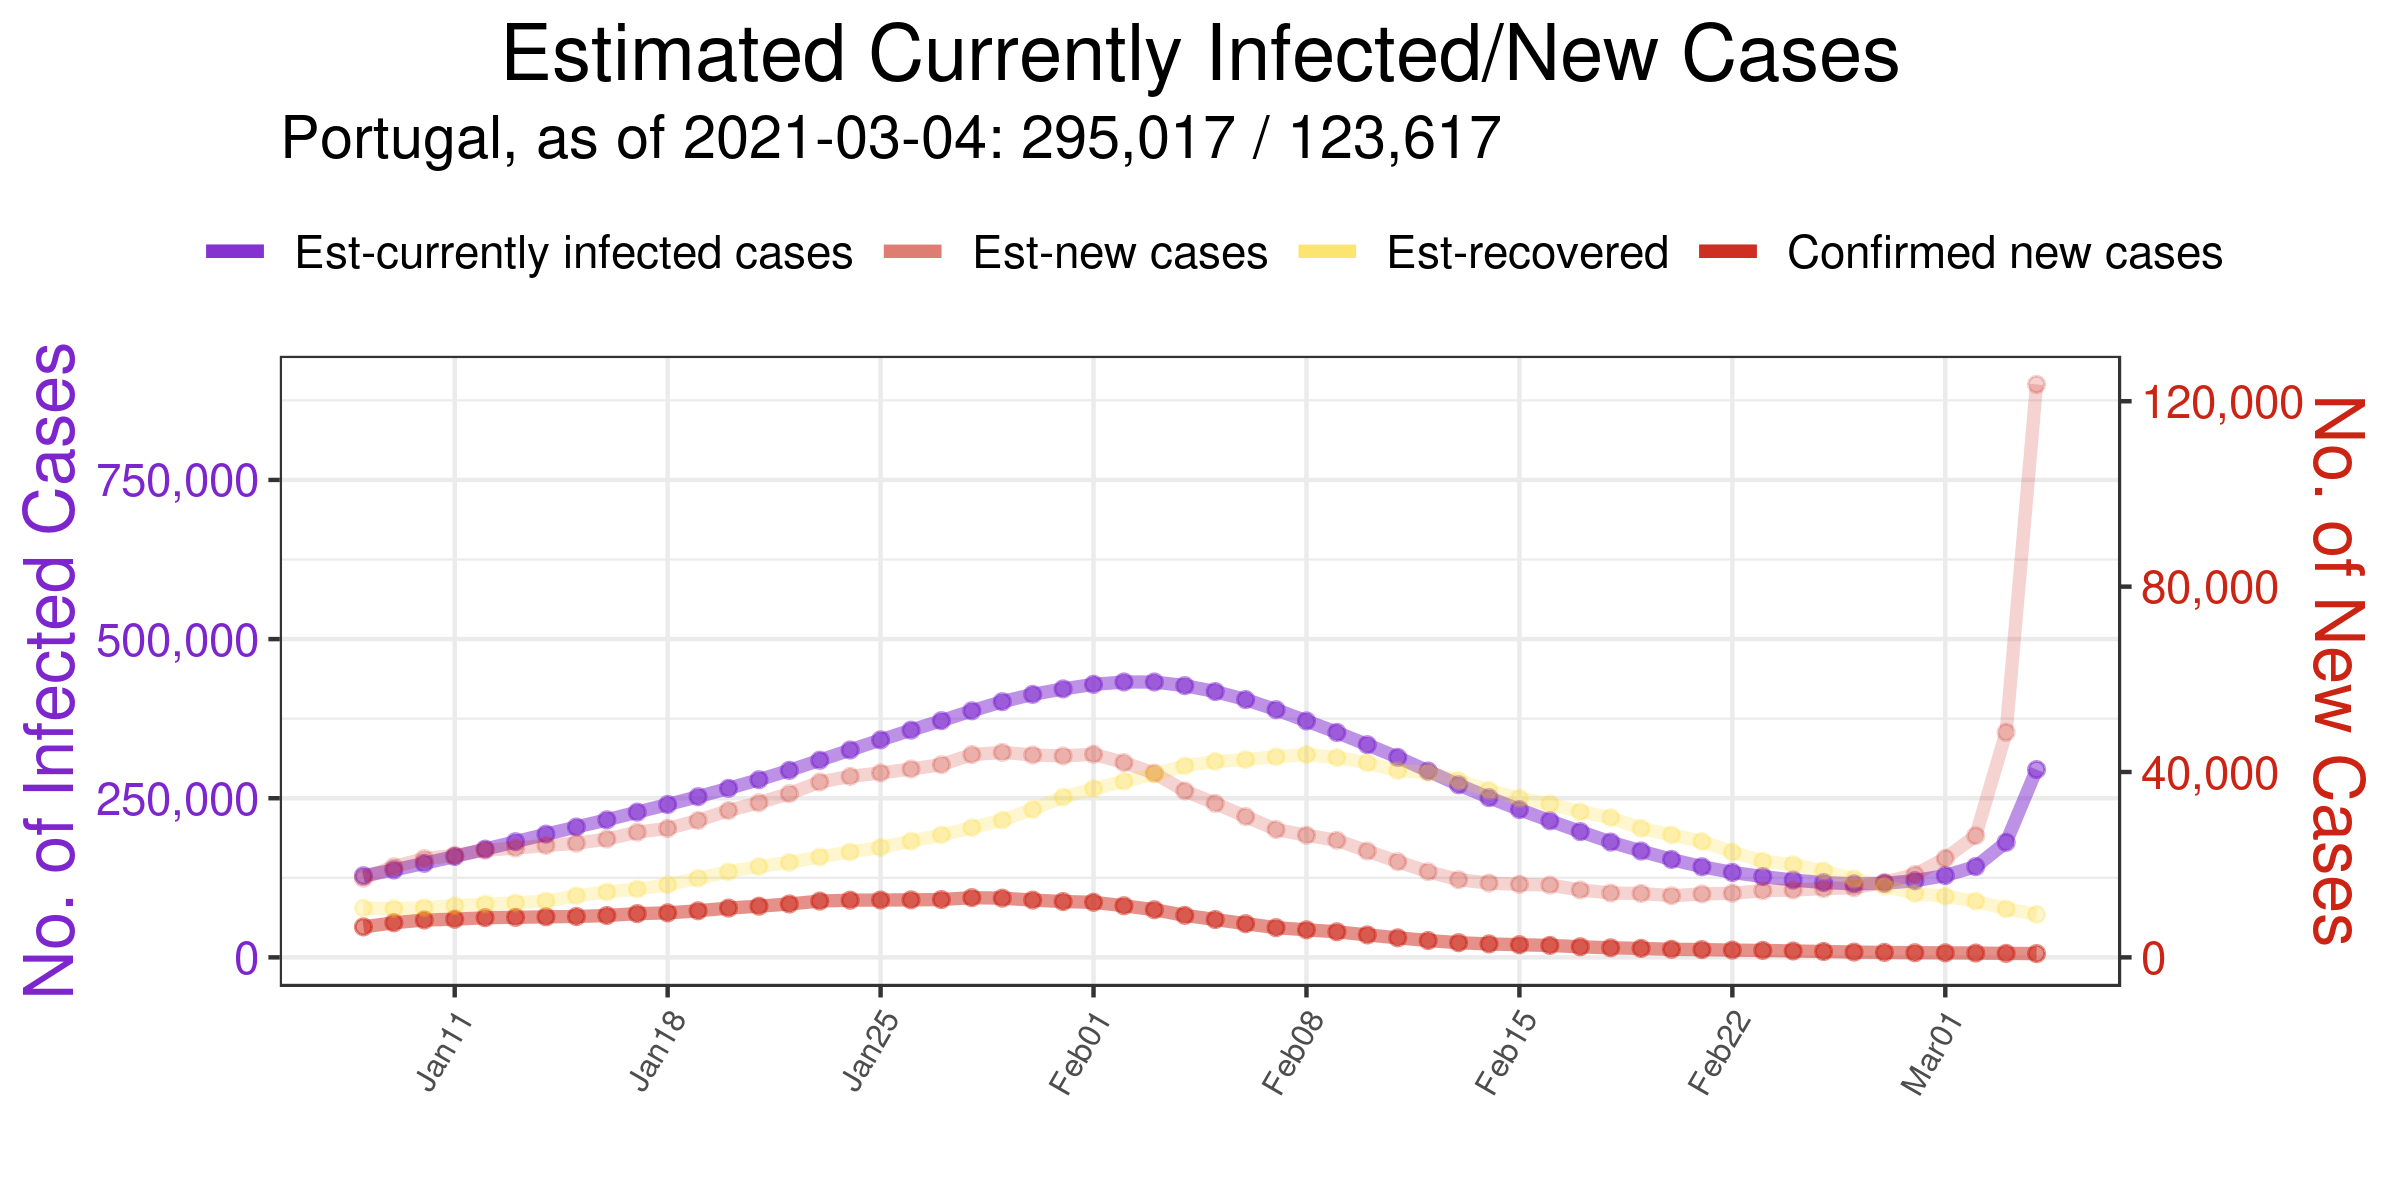 Estimated Currently Infected/New Cases
Portugal, as of 2021-03-04: 295,017 / 123,617
Est-currently infected cases Est-new cases Est-recovered Confirmed new cases
No. of Infected Cases
750,000
500,000
250,000
0
120,000
80,000
40,000
0
No. of New Cases
Jan11 Jan18 Jan25 Feb01 Feb08 Feb15 Feb22 Mar01